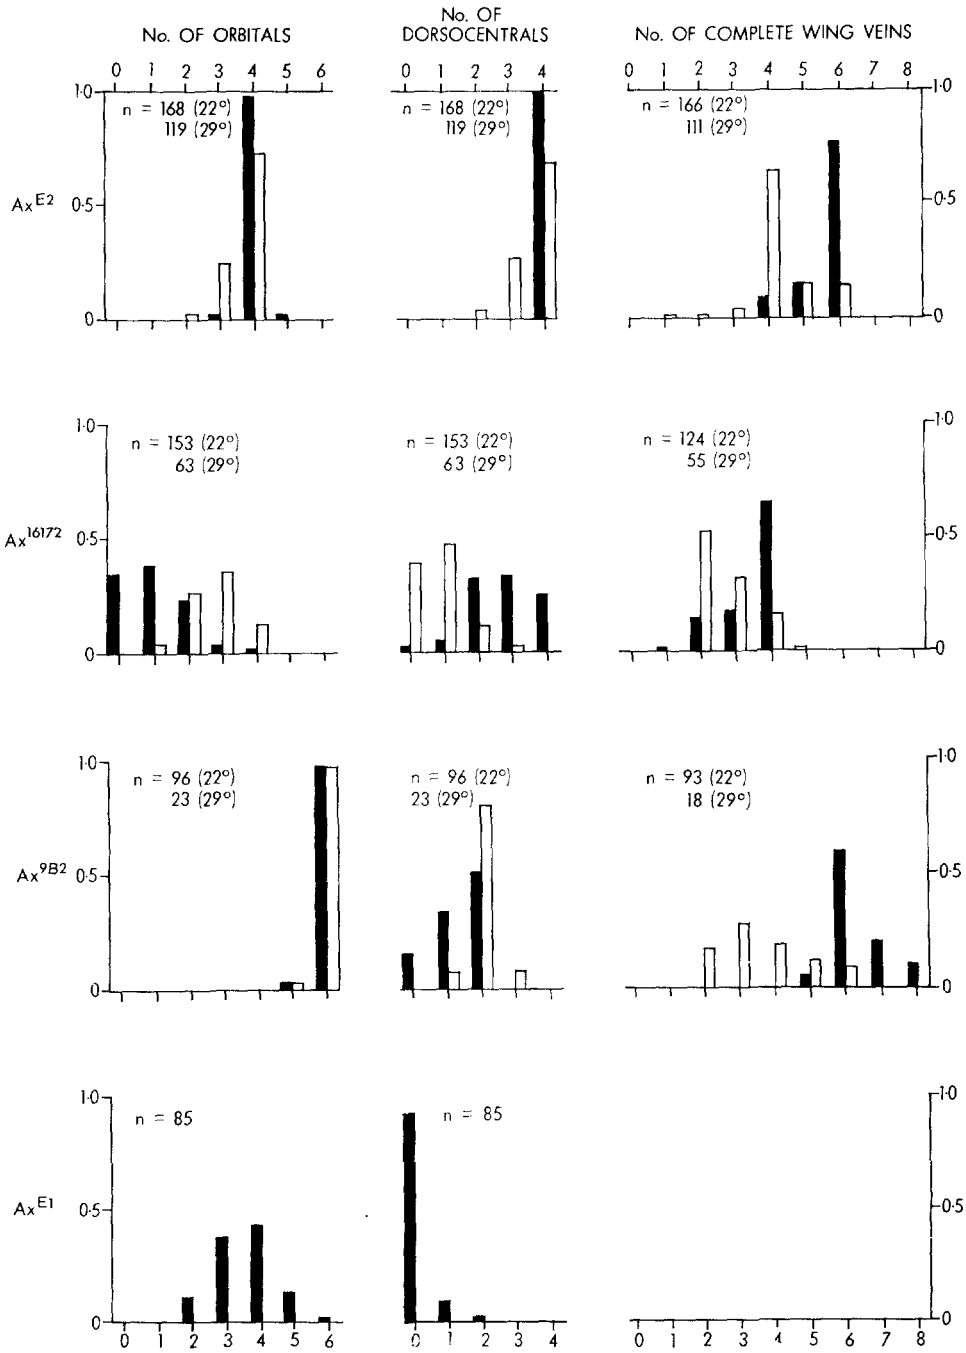 No. OF ORBITALS
No. OF
DORSOCENTRALS
No. OF COMPLETE WING VEINS
0 1 2 3 4 5 6
0 1 2 3 4
0 1 2 3 4 5 6 7 8
1·0
n = 168 (22°)
119 (29°)
n = 168 (22°)
119 (29°)
n = 166 (22°)
111 (29°)
1·0
Ax^E2
0·5
0·5
0
0
1·0
n = 153 (22°)
63 (29°)
n = 153 (22°)
63 (29°)
n = 124 (22°)
55 (29°)
1·0
Ax^16172
0·5
0·5
0
0
1·0
n = 96 (22°)
23 (29°)
n = 96 (22°)
23 (29°)
n = 93 (22°)
18 (29°)
1·0
Ax^9B2
0·5
0·5
0
0
1·0
n = 85
n = 85
1·0
Ax^E1
0·5
0·5
0
0
0 1 2 3 4 5 6
0 1 2 3 4
0 1 2 3 4 5 6 7 8